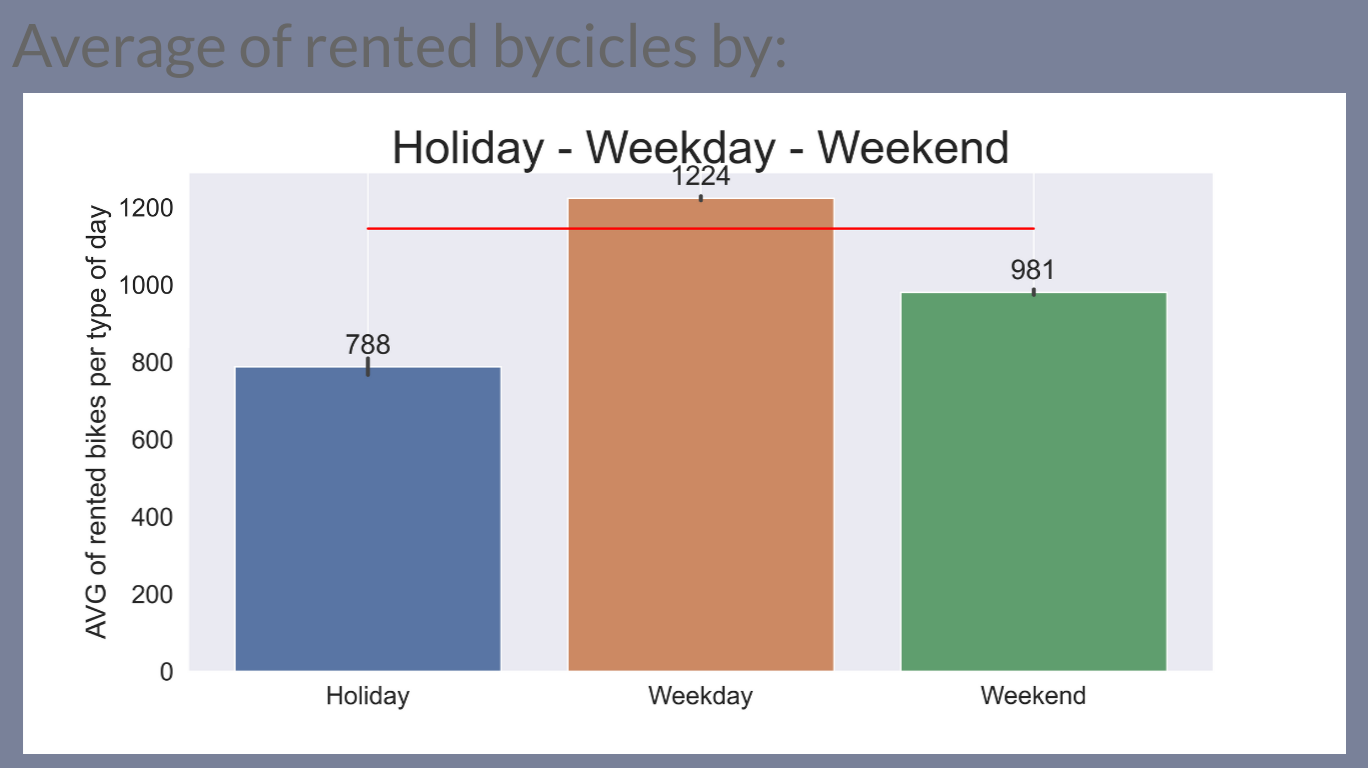 Average of rented bycicles by:
Holiday - Weekday - Weekend
1224
1200
981
1000
788
800
600
400
200
0
AVG of rented bikes per type of day
Holiday
Weekday
Weekend